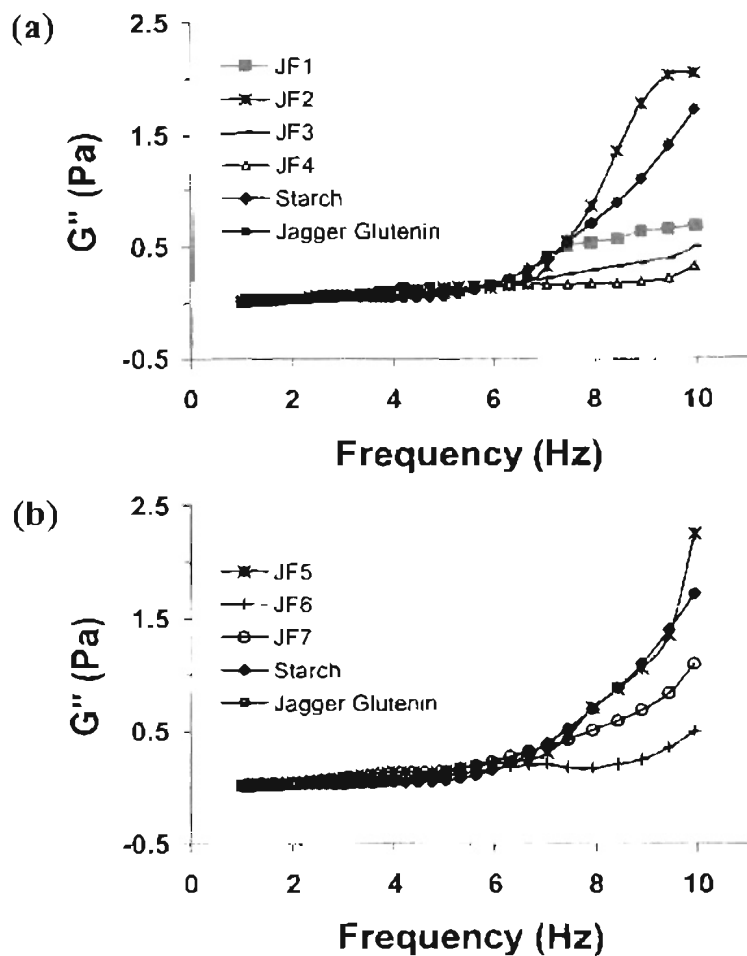 (a)
2.5
1.5
0.5
-0.5
G'' (Pa)
JF1
JF2
JF3
JF4
Starch
Jagger Glutenin
0 2 4 6 8 10
Frequency (Hz)
(b)
2.5
1.5
0.5
-0.5
G'' (Pa)
JF5
JF6
JF7
Starch
Jagger Glutenin
0 2 4 6 8 10
Frequency (Hz)